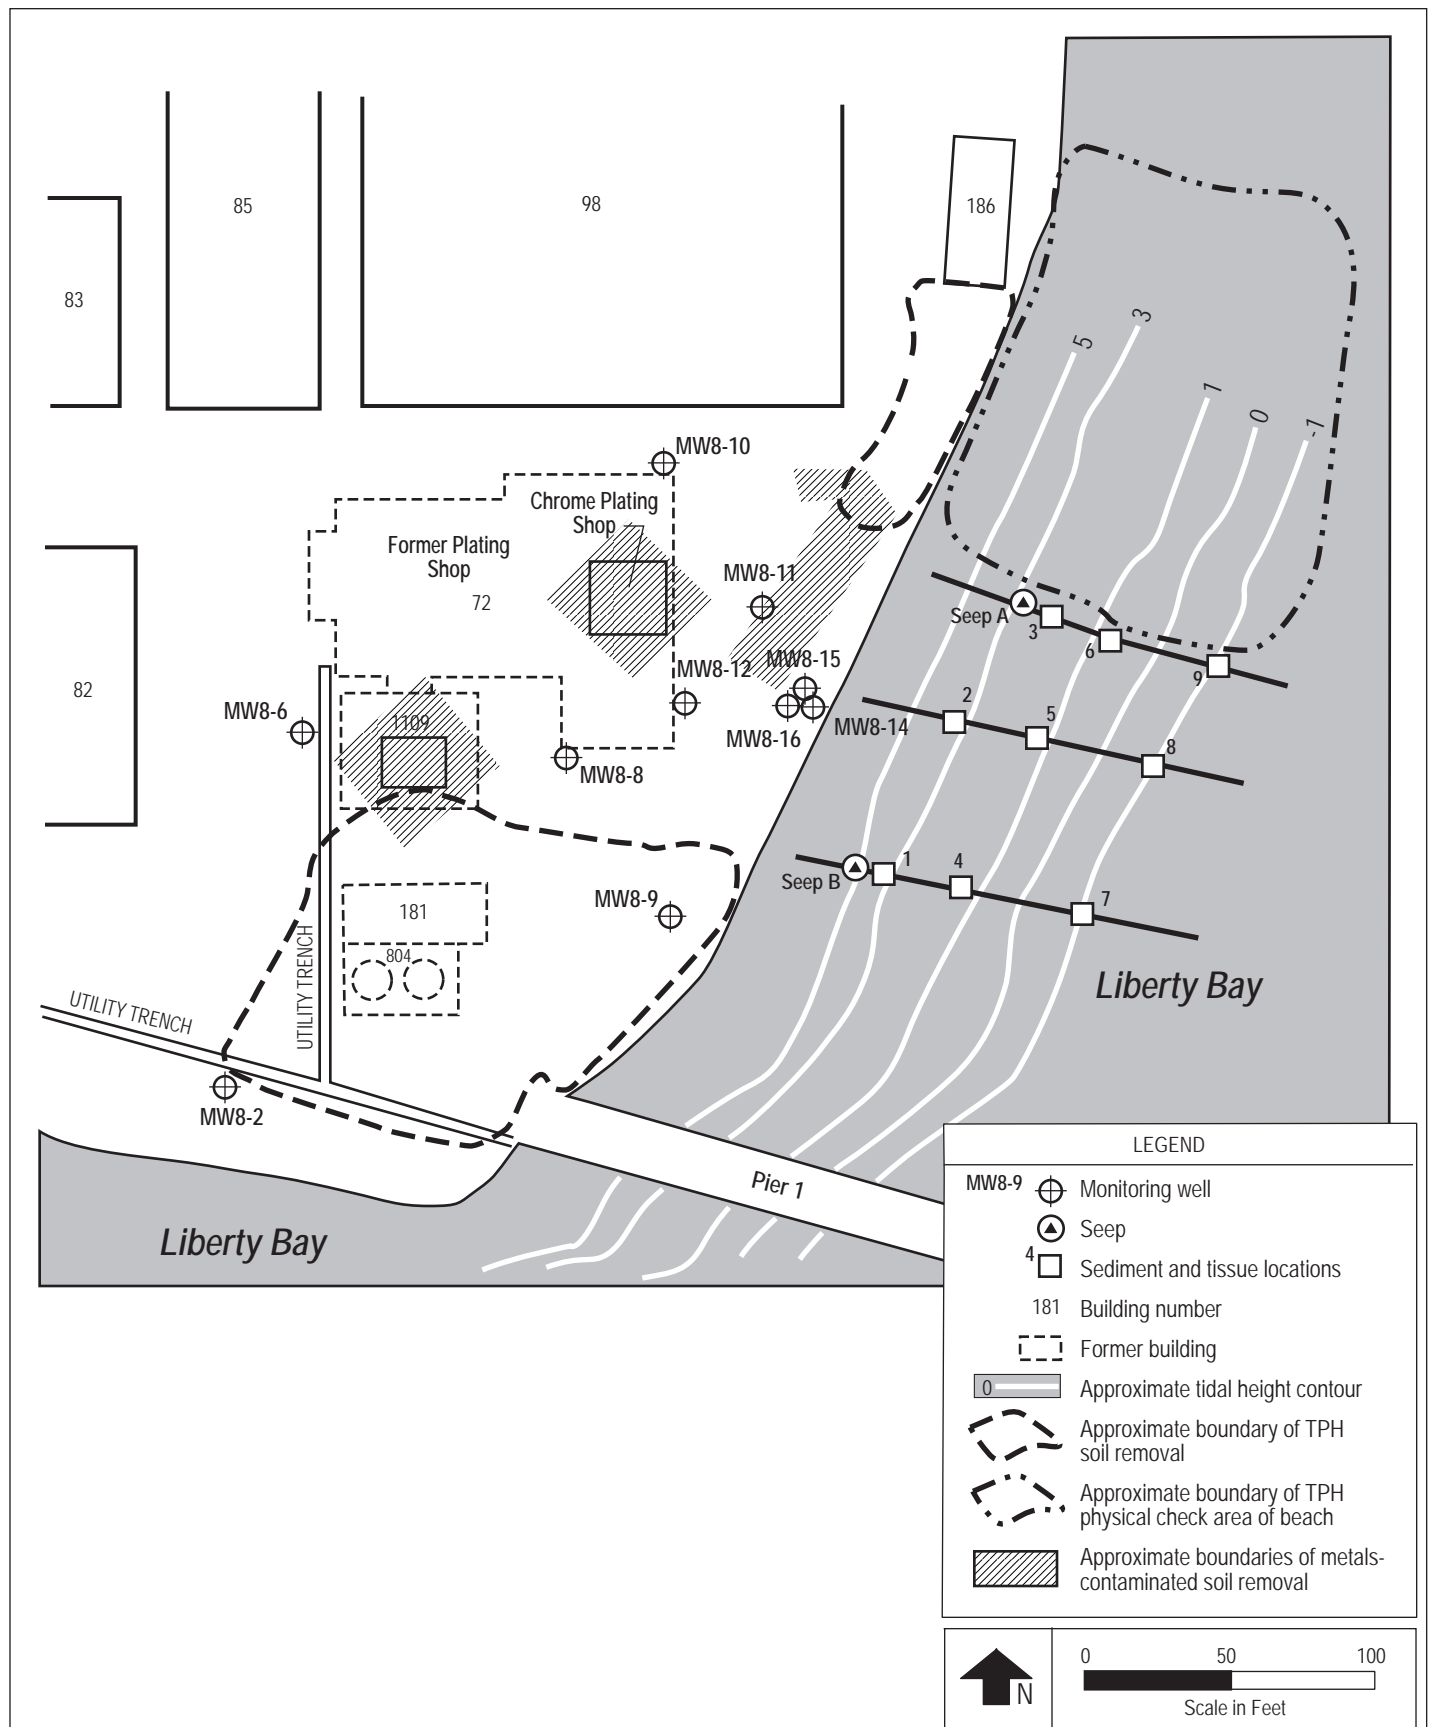 85
98
186
83
3
5
1
0
-1
MW8-10
Chrome Plating
Shop
Former Plating
Shop
72
MW8-11
Seep A
3
6
9
MW8-15
MW8-12
82
MW8-6
1109
MW8-16
MW8-14
2
5
8
MW8-8
Seep B
1
4
7
MW8-9
181
804
UTILITY TRENCH
UTILITY TRENCH
Liberty Bay
MW8-2
Pier 1
Liberty Bay
LEGEND
MW8-9 Monitoring well
Seep
4 Sediment and tissue locations
181 Building number
Former building
0 Approximate tidal height contour
Approximate boundary of TPH
soil removal
Approximate boundary of TPH
physical check area of beach
Approximate boundaries of metals-
contaminated soil removal
N
0 50 100
Scale in Feet